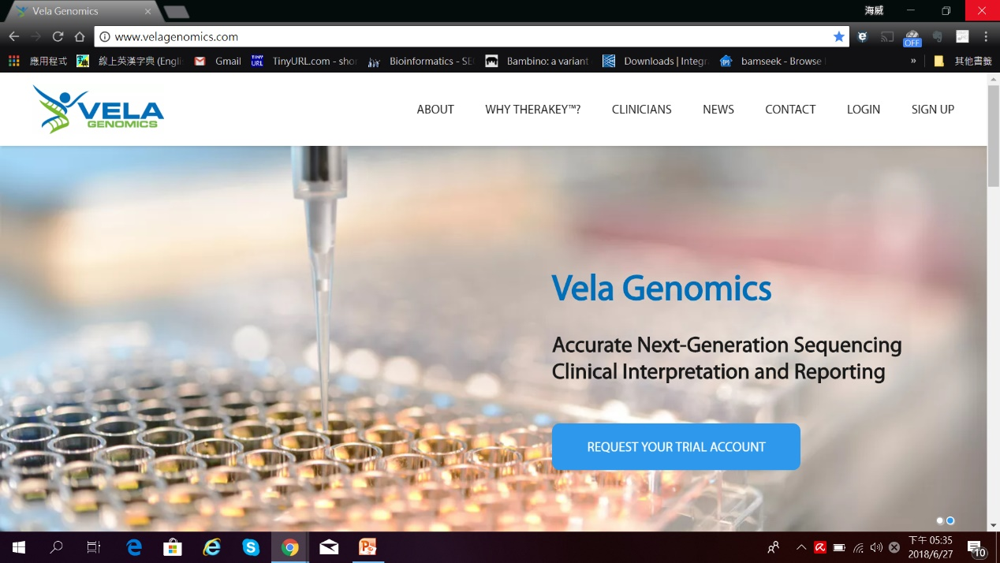 Vela Genomics
海威
www.velagenomics.com
OFF
應用程式 線上英漢字典 (Engli Gmail TinyURL.com - shor Bioinformatics - SE Bambino: a variant Downloads | Integra bamseek - Browse » 其他書籤
VELA
GENOMICS
ABOUT WHY THERAKEY™? CLINICIANS NEWS CONTACT LOGIN SIGN UP
Vela Genomics
Accurate Next-Generation Sequencing
Clinical Interpretation and Reporting
REQUEST YOUR TRIAL ACCOUNT
下午 05:35
2018/6/27
10